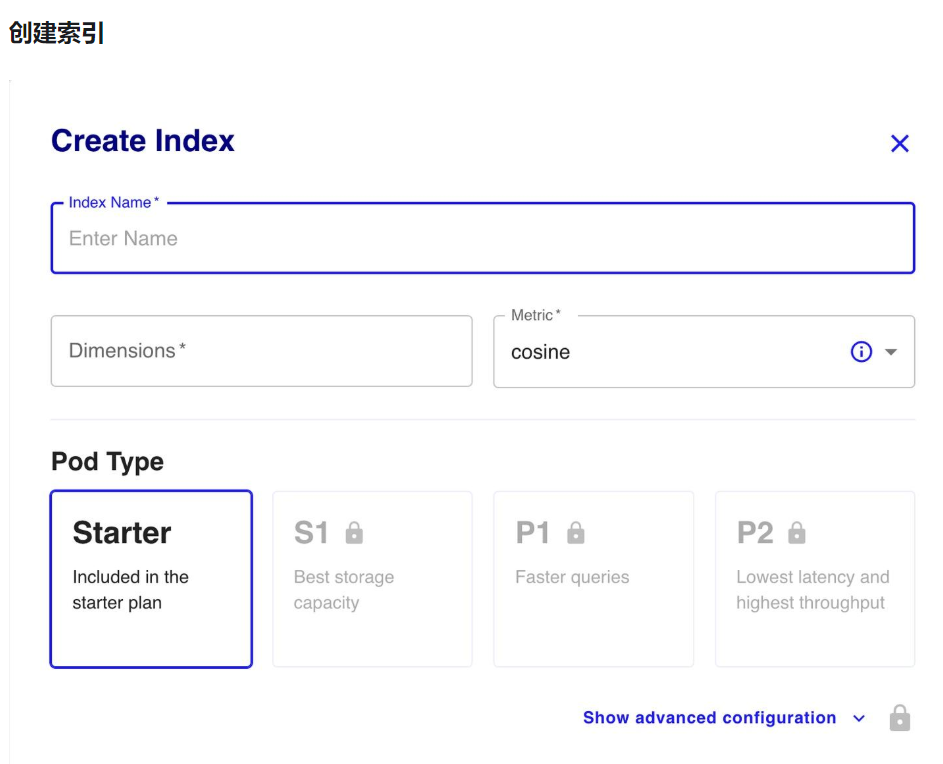 创建索引
Create Index
Index Name*
Enter Name
Dimensions*
Metric*
cosine
Pod Type
Starter
Included in the
starter plan
S1
Best storage
capacity
P1
Faster queries
P2
Lowest latency and
highest throughput
Show advanced configuration